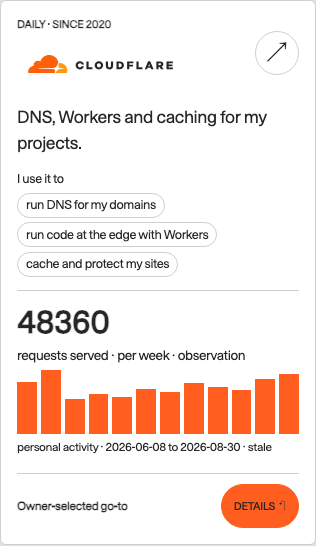 DAILY · SINCE 2020
CLOUDFLARE
DNS, Workers and caching for my
projects.
I use it to
run DNS for my domains
run code at the edge with Workers
cache and protect my sites
48360
requests served · per week · observation
personal activity · 2026-06-08 to 2026-08-30 · stale
Owner-selected go-to
DETAILS